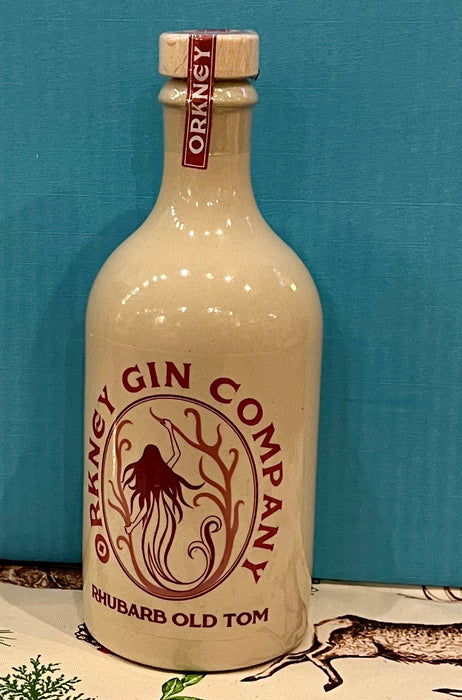 ORKNEY
ORKNEY GIN COMPANY
RHUBARB OLD TOM